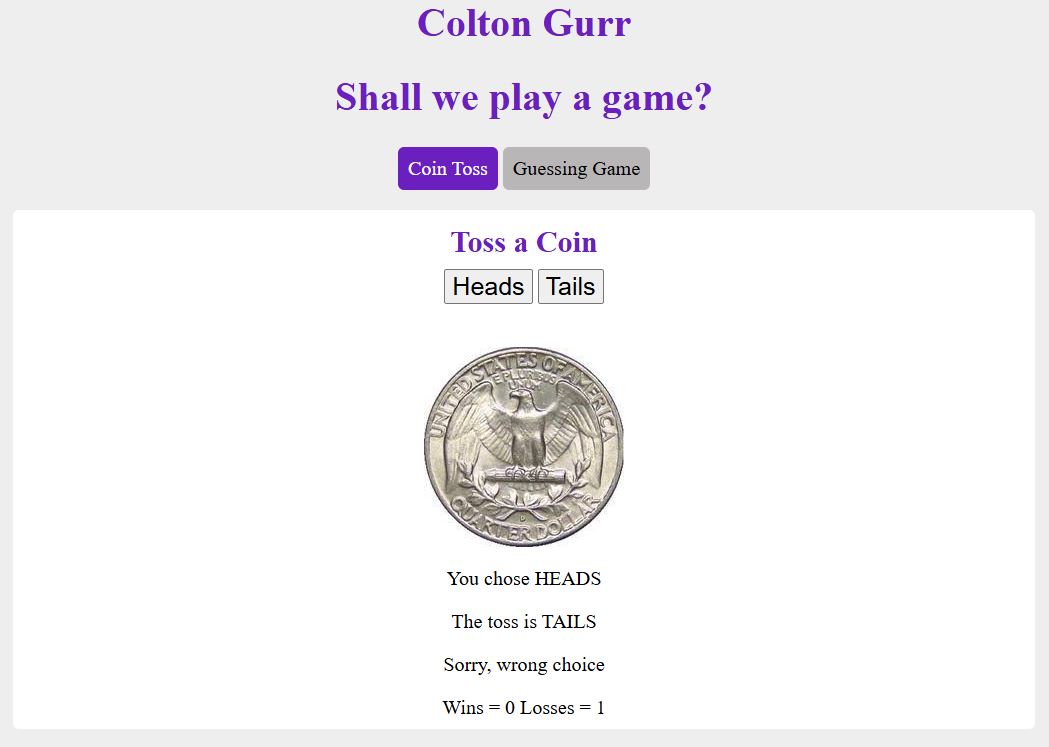 Colton Gurr
Shall we play a game?
Coin Toss Guessing Game
Toss a Coin
Heads Tails
UNITED STATES OF AMERICA
E PLURIBUS
UNUM
QUARTER DOLLAR
You chose HEADS
The toss is TAILS
Sorry, wrong choice
Wins = 0 Losses = 1